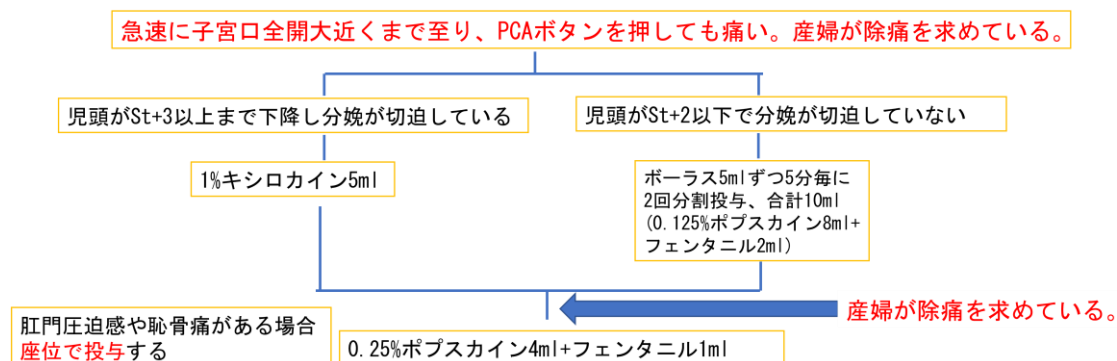 急速に子宮口全開大近くまで至り、PCAボタンを押しても痛い。産婦が除痛を求めている。
児頭がSt+3以上まで下降し分娩が切迫している
児頭がSt+2以下で分娩が切迫していない
1%キシロカイン5ml
ボーラス5mlずつ5分毎に
2回分割投与、合計10ml
(0.125%ポプスカイン8ml+
フェンタニル2ml)
産婦が除痛を求めている。
肛門圧迫感や恥骨痛がある場合
座位で投与する
0.25%ポプスカイン4ml+フェンタニル1ml